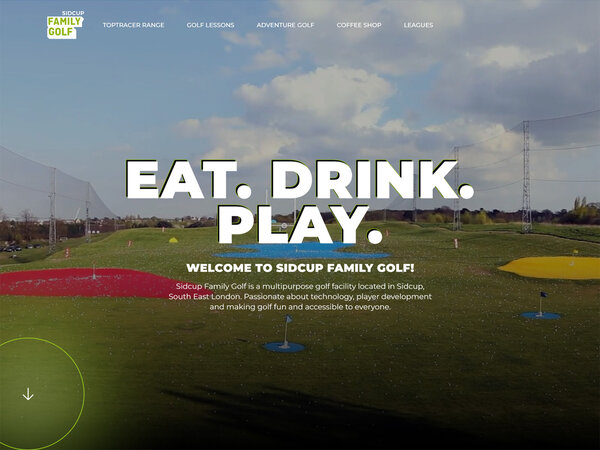 SIDCUP
FAMILY
GOLF
TOPTRACER RANGE
GOLF LESSONS
ADVENTURE GOLF
COFFEE SHOP
LEAGUES
EAT. DRINK.
PLAY.
WELCOME TO SIDCUP FAMILY GOLF!
Sidcup Family Golf is a multipurpose golf facility located in Sidcup,
South East London. Passionate about technology, player development
and making golf fun and accessible to everyone.